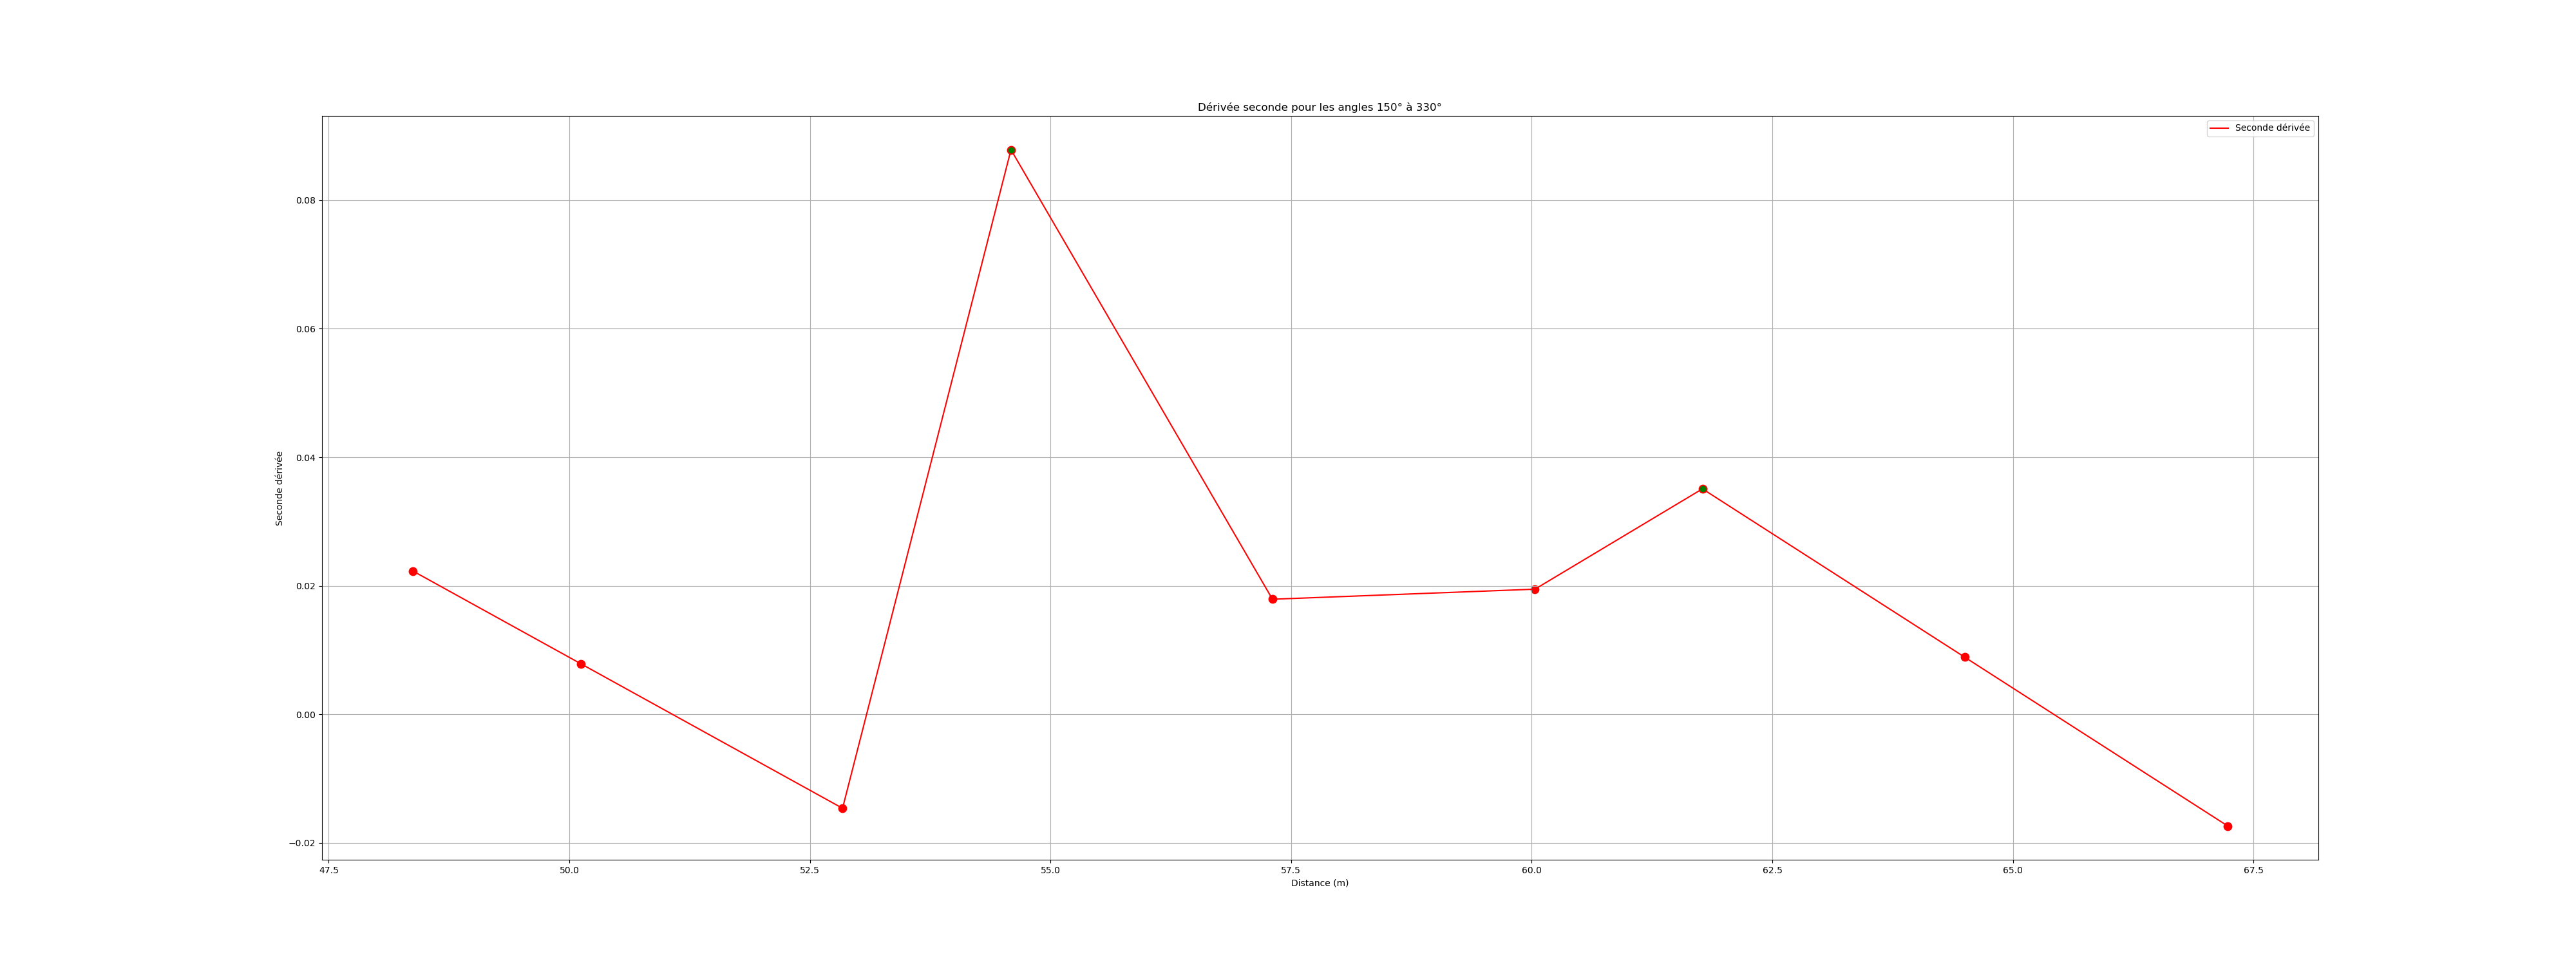 Dérivée seconde pour les angles 150° à 330°
Seconde dérivée
0.08
0.06
0.04
0.02
0.00
−0.02
Seconde dérivée
47.5 50.0 52.5 55.0 57.5 60.0 62.5 65.0 67.5
Distance (m)